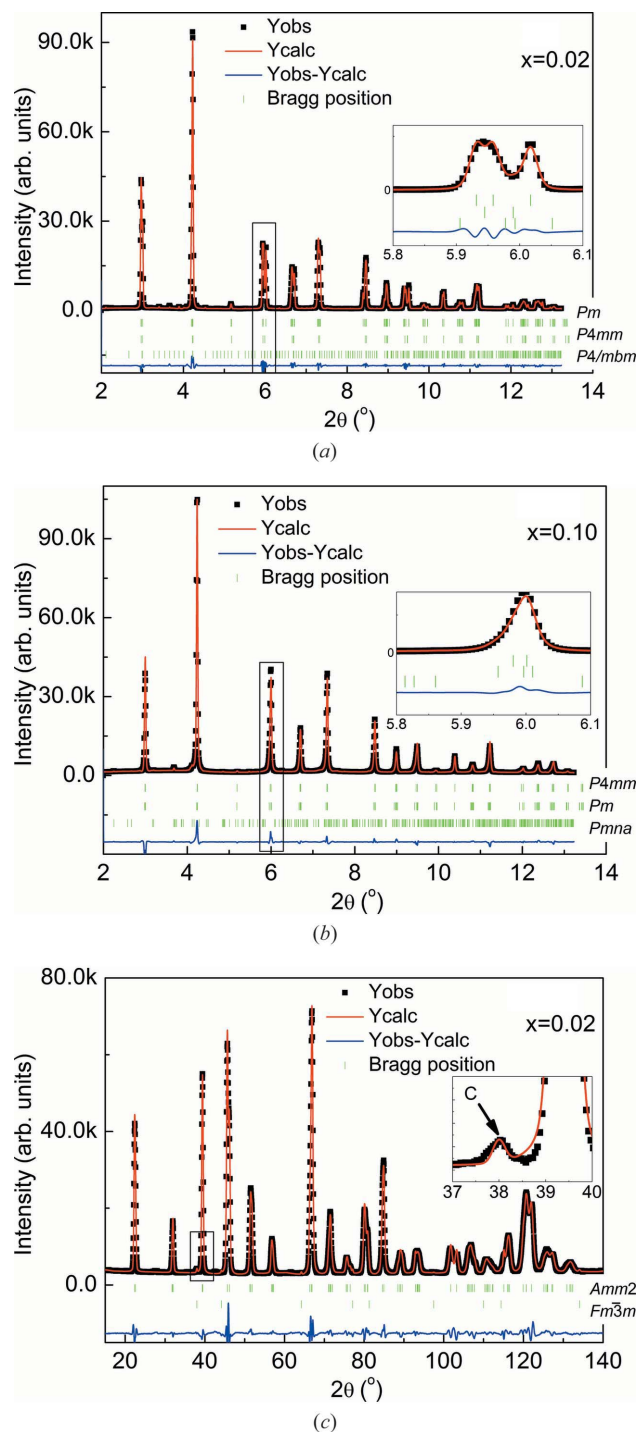 (a)
Yobs
Ycalc
Yobs-Ycalc
Bragg position
x=0.02
Intensity (arb. units)
90.0k
60.0k
30.0k
0.0
0
5.8 5.9 6.0 6.1
Pm
P4mm
P4/mbm
2 4 6 8 10 12 14
2θ (°)
(a)
Yobs
Ycalc
Yobs-Ycalc
Bragg position
x=0.10
Intensity (arb. units)
90.0k
60.0k
30.0k
0.0
0
5.8 5.9 6.0 6.1
P4mm
Pm
Pmna
2 4 6 8 10 12 14
2θ (°)
(b)
Yobs
Ycalc
Yobs-Ycalc
Bragg position
x=0.02
Intensity (arb. units)
80.0k
40.0k
0.0
C
37 38 39 40
Amm2
Fm3̅m
20 40 60 80 100 120 140
2θ (°)
(c)